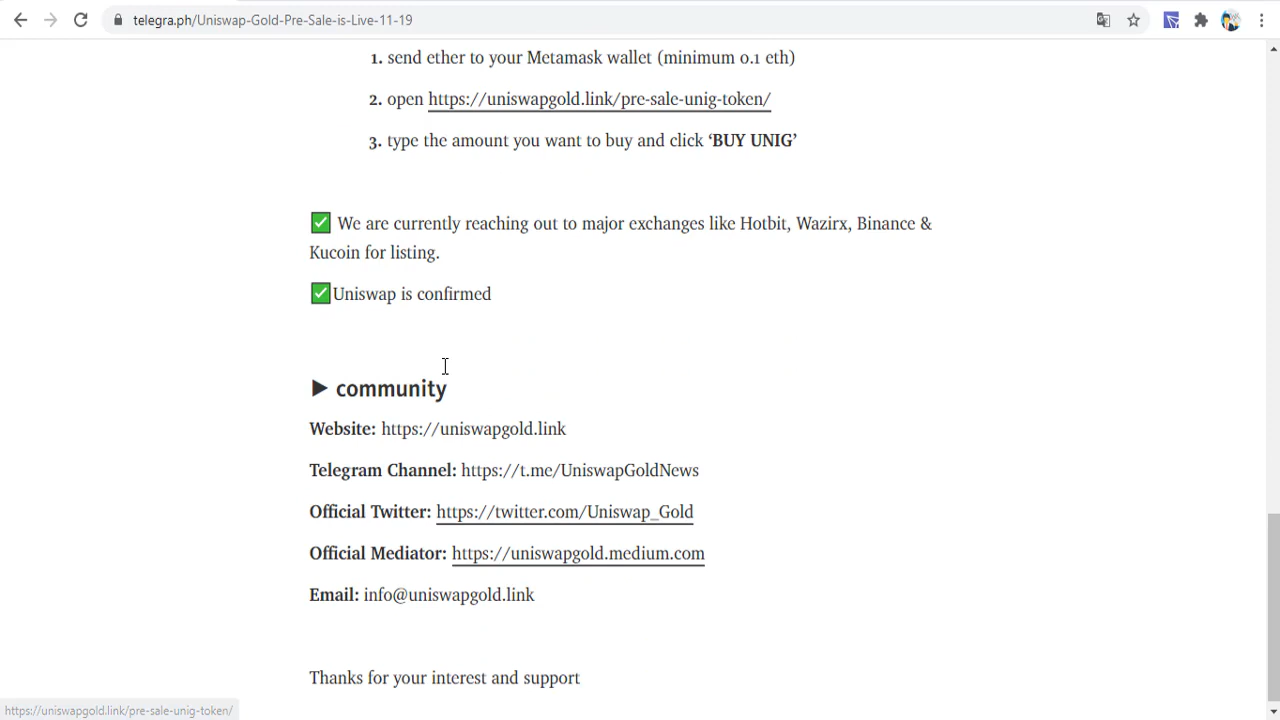 telegra.ph/Uniswap-Gold-Pre-Sale-is-Live-11-19
1. send ether to your Metamask wallet (minimum 0.1 eth)
2. open https://uniswapgold.link/pre-sale-unig-token/
3. type the amount you want to buy and click ‘BUY UNIG’
✅ We are currently reaching out to major exchanges like Hotbit, Wazirx, Binance &
Kucoin for listing.
✅Uniswap is confirmed
▶ community
Website: https://uniswapgold.link
Telegram Channel: https://t.me/UniswapGoldNews
Official Twitter: https://twitter.com/Uniswap_Gold
Official Mediator: https://uniswapgold.medium.com
Email: info@uniswapgold.link
Thanks for your interest and support
https://uniswapgold.link/pre-sale-unig-token/